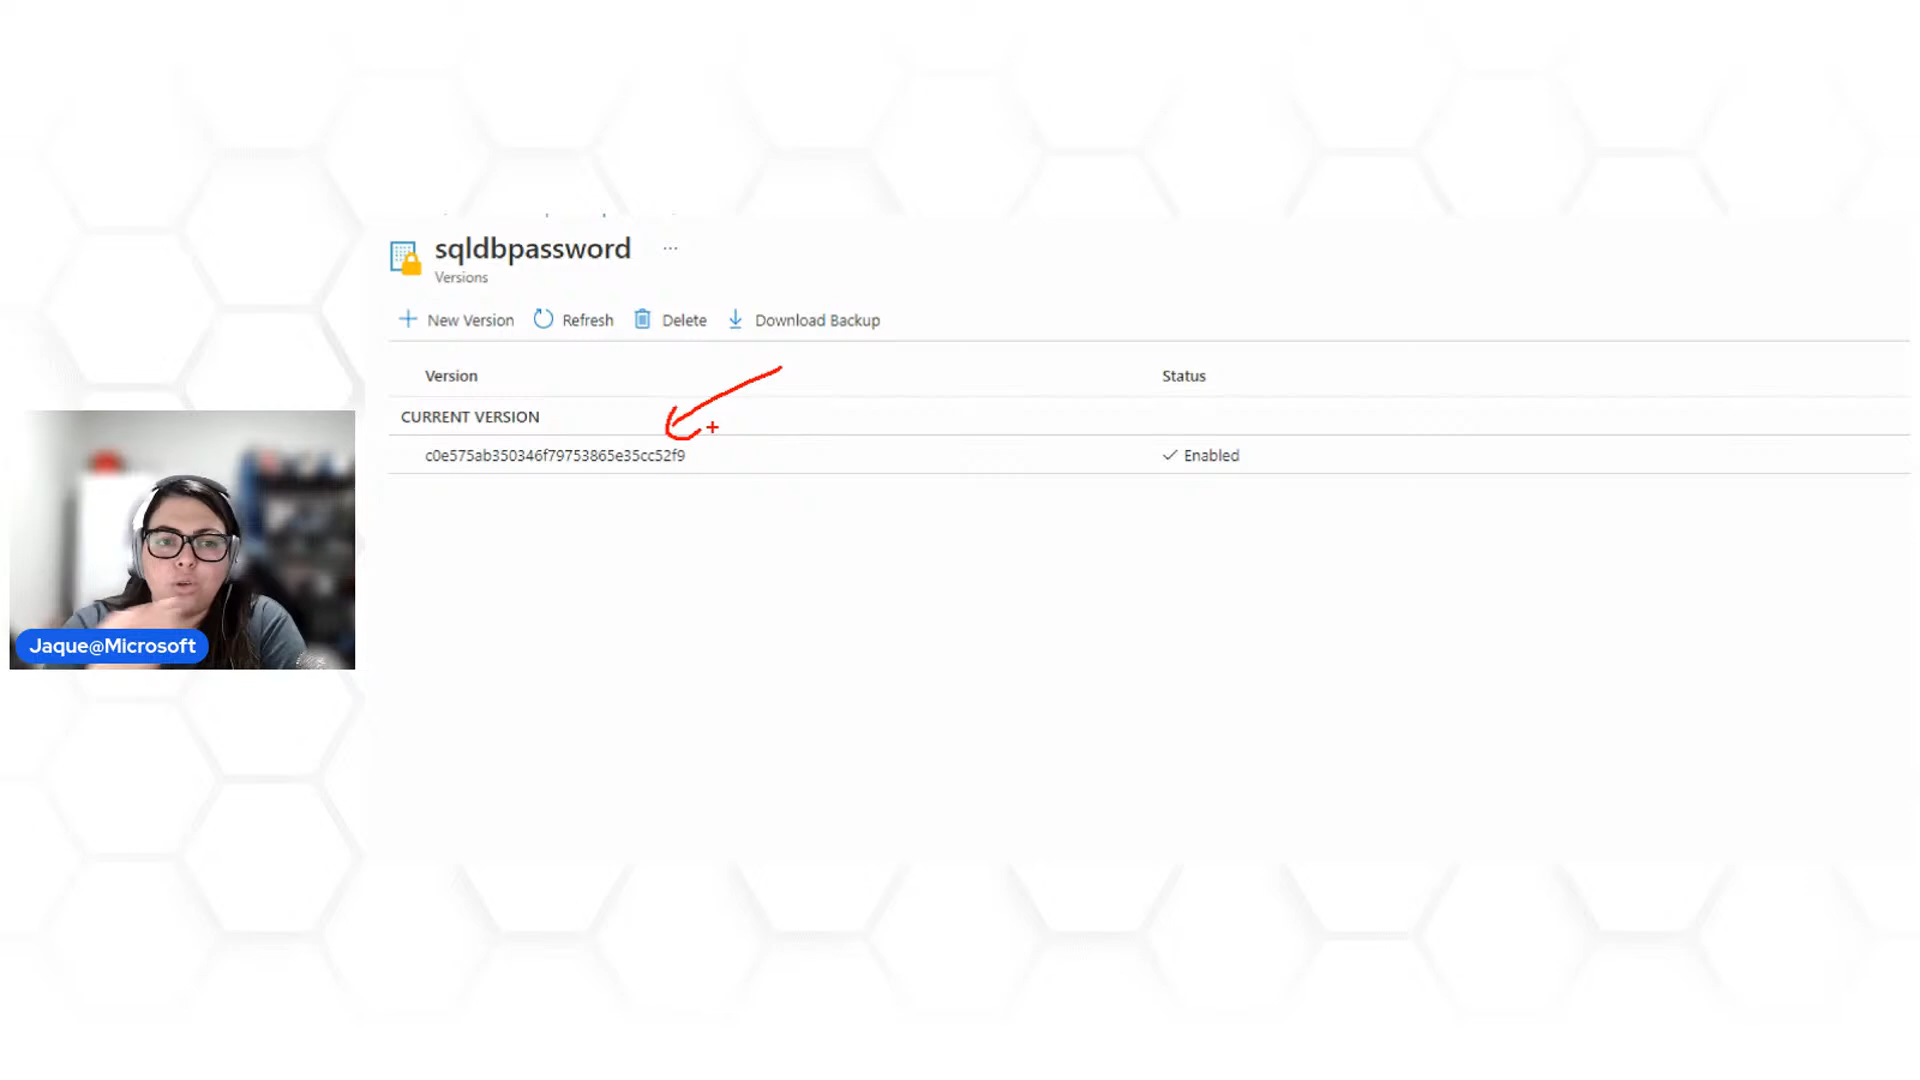 sqldbpassword ...
Versions
New Version Refresh Delete Download Backup
Version Status
CURRENT VERSION
c0e575ab350346f79753865e35cc52f9 Enabled
Jaque@Microsoft